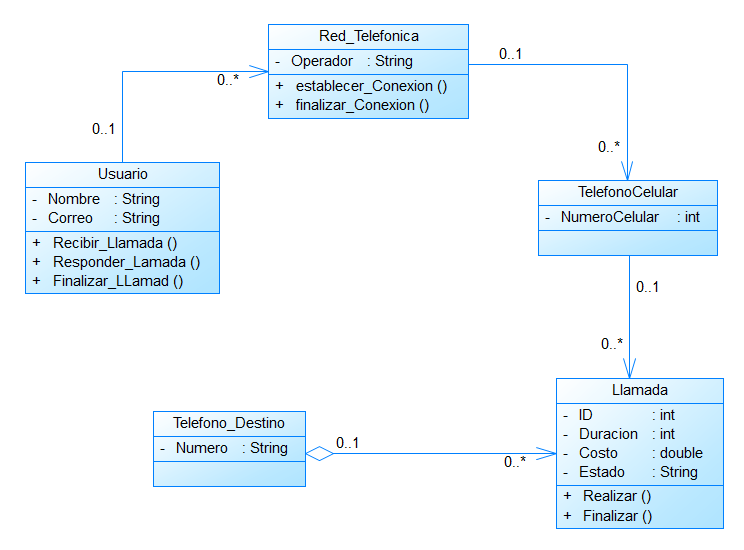 Red_Telefonica
- Operador : String
+ establecer_Conexion ()
+ finalizar_Conexion ()
0..1
0..*
0..1
0..*
Usuario
- Nombre : String
- Correo : String
+ Recibir_Llamada ()
+ Responder_Lamada ()
+ Finalizar_LLamad ()
TelefonoCelular
- NumeroCelular : int
0..1
0..*
Llamada
- ID : int
- Duracion : int
- Costo : double
- Estado : String
+ Realizar ()
+ Finalizar ()
Telefono_Destino
- Numero : String
0..1
0..*